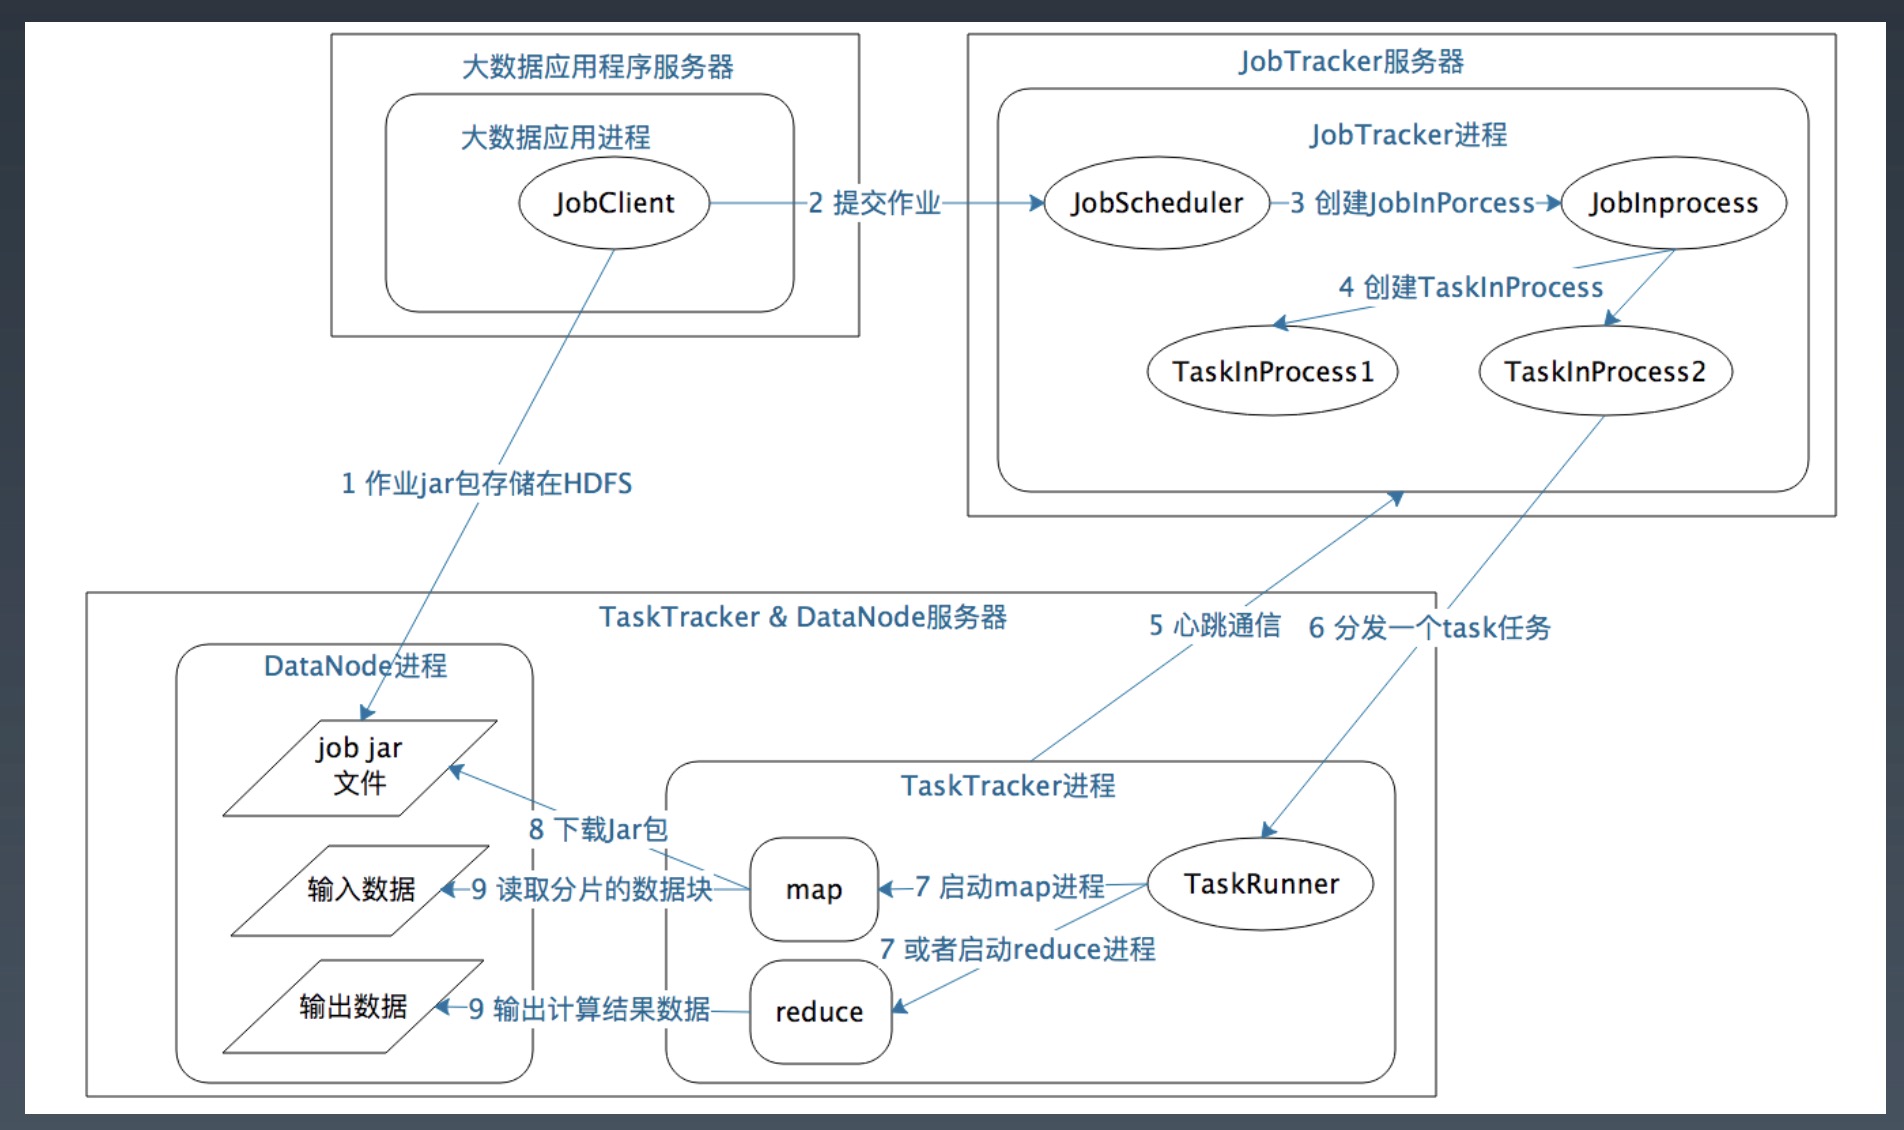 大数据应用程序服务器
大数据应用进程
JobClient
2 提交作业
JobTracker服务器
JobTracker进程
JobScheduler
3 创建JobInPorcess
JobInprocess
4 创建TaskInProcess
TaskInProcess1
TaskInProcess2
1 作业jar包存储在HDFS
5 心跳通信
6 分发一个task任务
TaskTracker & DataNode服务器
DataNode进程
job jar
文件
输入数据
输出数据
8 下载Jar包
9 读取分片的数据块
9 输出计算结果数据
TaskTracker进程
map
7 启动map进程
TaskRunner
7 或者启动reduce进程
reduce